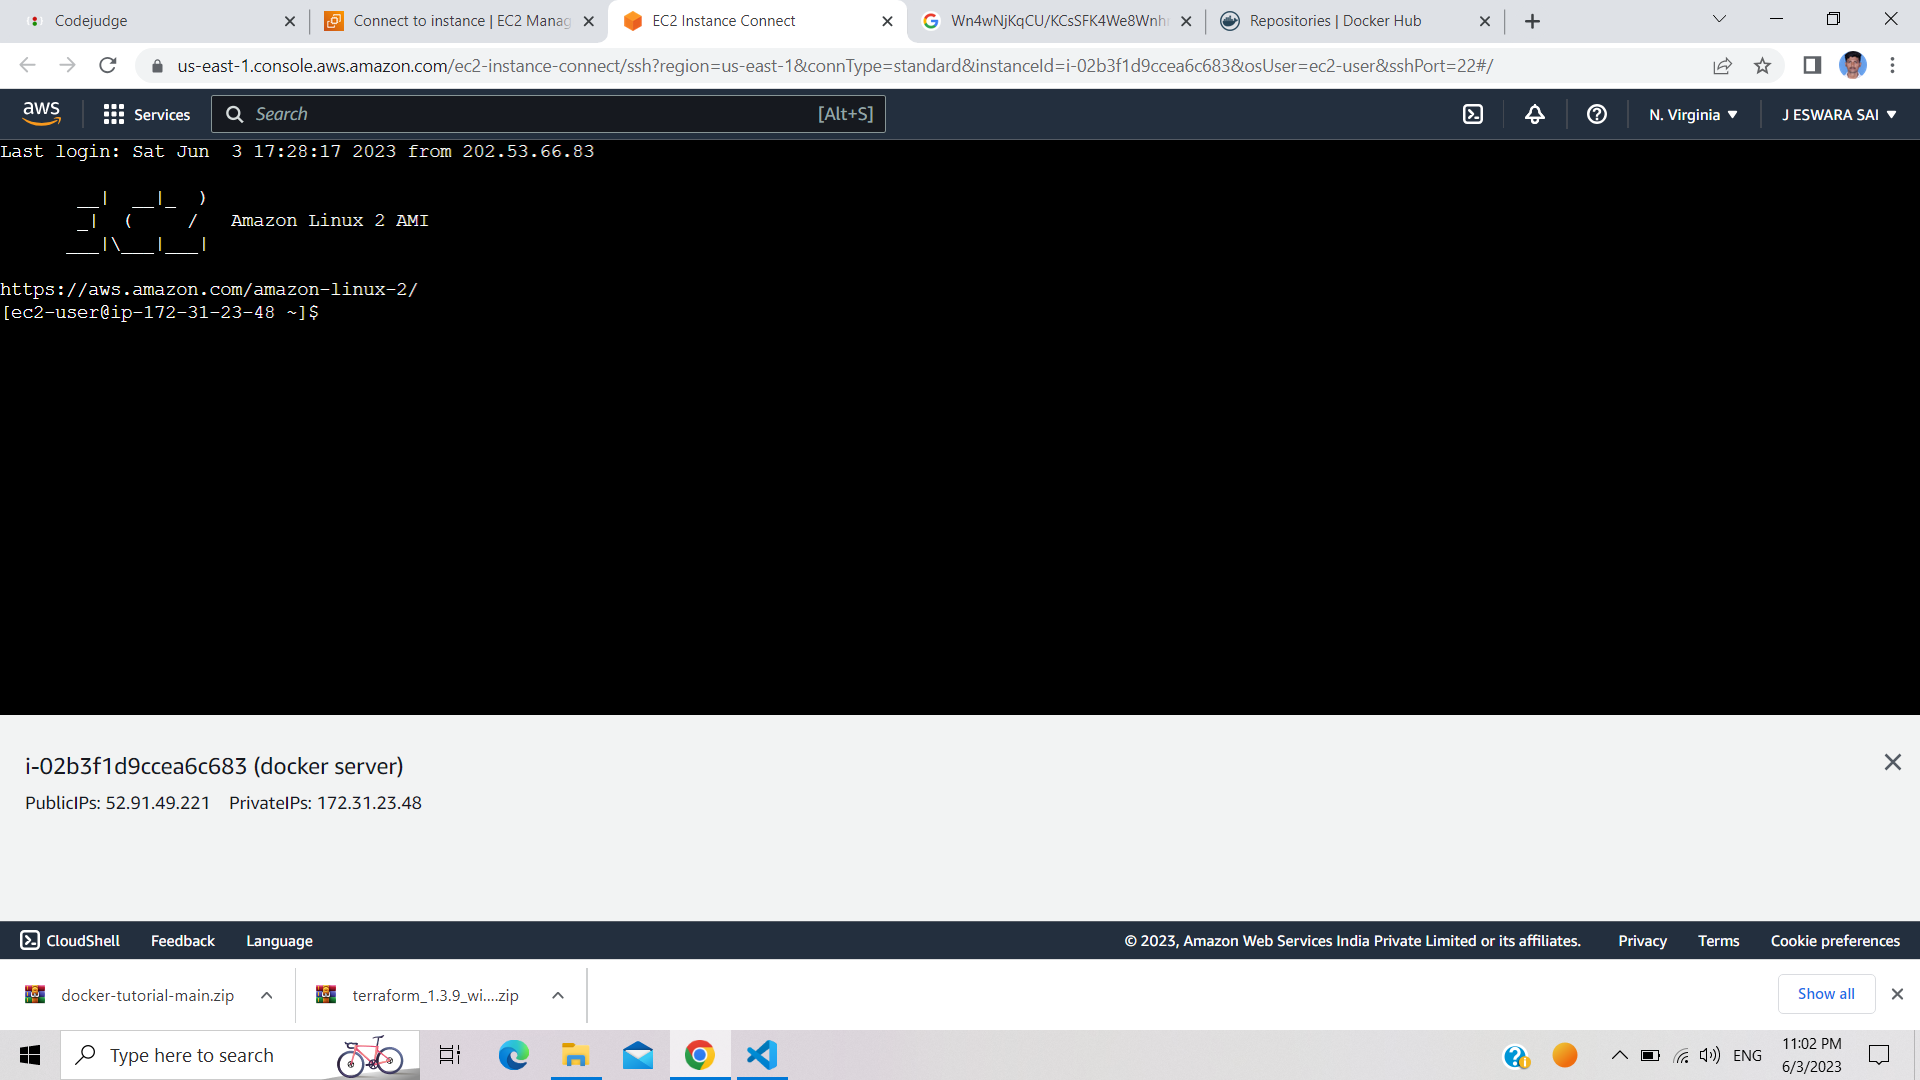 Codejudge
Connect to instance | EC2 Manag
EC2 Instance Connect
Wn4wNjKqCU/KCsSFK4We8Wnh
Repositories | Docker Hub
us-east-1.console.aws.amazon.com/ec2-instance-connect/ssh?region=us-east-1&connType=standard&instanceId=i-02b3f1d9ccea6c683&osUser=ec2-user&sshPort=22#/
aws
Services
Search
[Alt+S]
N. Virginia
J ESWARA SAI
Last login: Sat Jun  3 17:28:17 2023 from 202.53.66.83
       __|  __|_  )
       _|  (     /   Amazon Linux 2 AMI
      ___|\___|___|
https://aws.amazon.com/amazon-linux-2/
[ec2-user@ip-172-31-23-48 ~]$
i-02b3f1d9ccea6c683 (docker server)
PublicIPs: 52.91.49.221    PrivateIPs: 172.31.23.48
CloudShell
Feedback
Language
© 2023, Amazon Web Services India Private Limited or its affiliates.
Privacy
Terms
Cookie preferences
docker-tutorial-main.zip
terraform_1.3.9_wi....zip
Show all
Type here to search
ENG
11:02 PM
6/3/2023